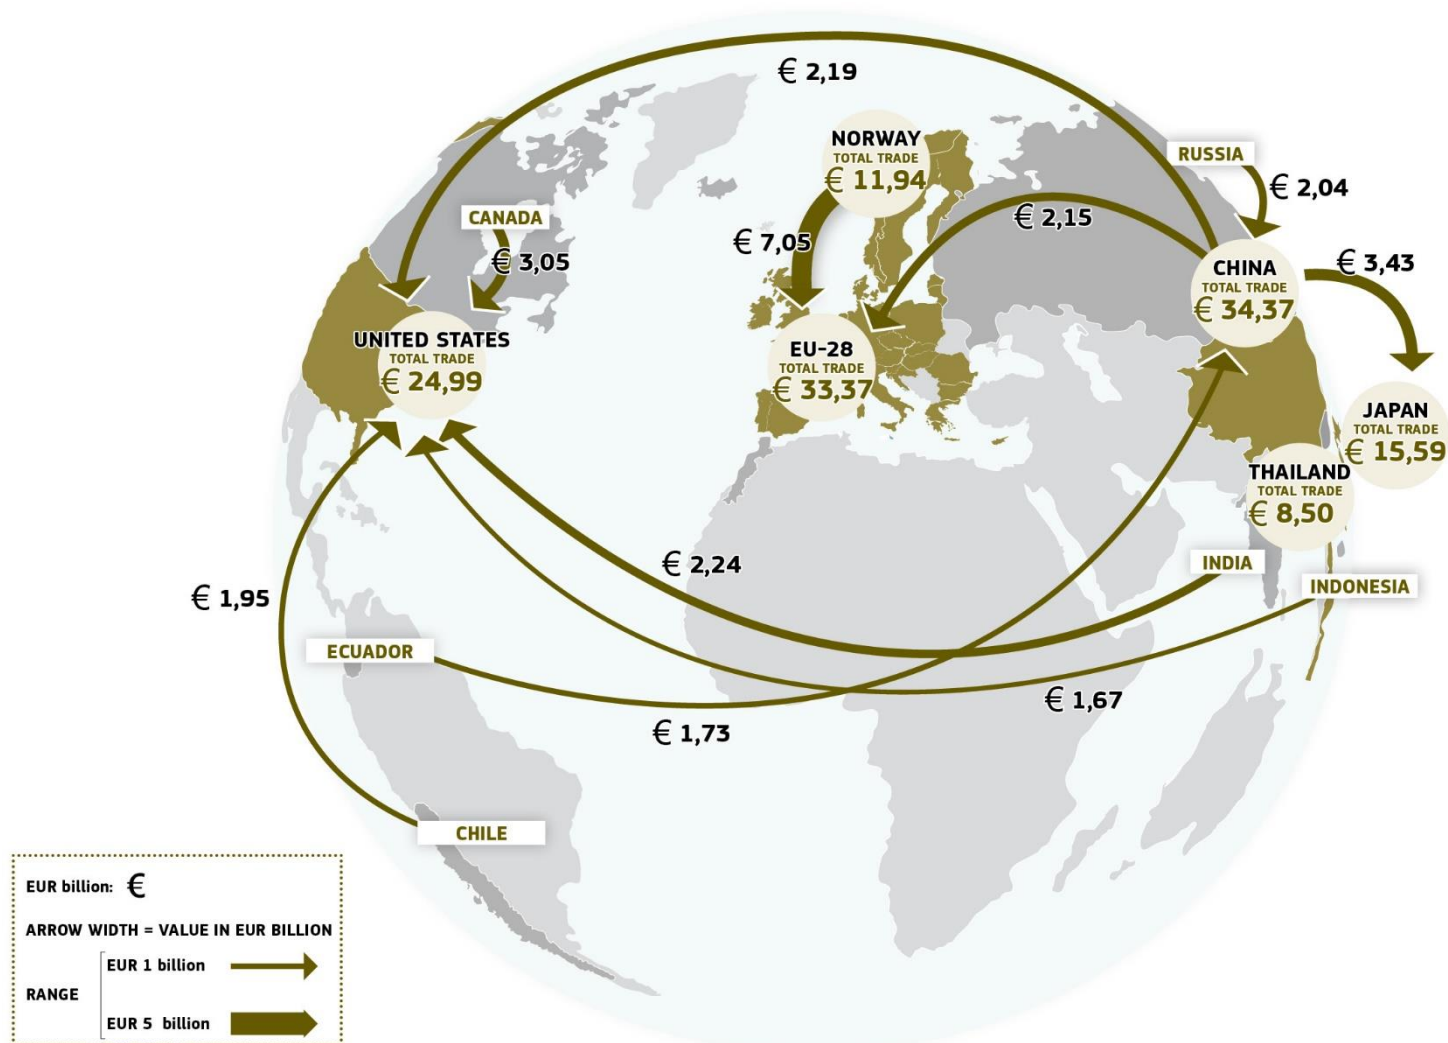 € 2,19
NORWAY
TOTAL TRADE
€ 11,94
RUSSIA
€ 2,04
CANADA
€ 3,05
€ 7,05
€ 2,15
CHINA
TOTAL TRADE
€ 34,37
€ 3,43
UNITED STATES
TOTAL TRADE
€ 24,99
EU-28
TOTAL TRADE
€ 33,37
JAPAN
TOTAL TRADE
€ 15,59
THAILAND
TOTAL TRADE
€ 8,50
€ 2,24
INDIA
INDONESIA
€ 1,95
ECUADOR
€ 1,67
€ 1,73
CHILE
EUR billion: €
ARROW WIDTH = VALUE IN EUR BILLION
RANGE
EUR 1 billion
EUR 5 billion